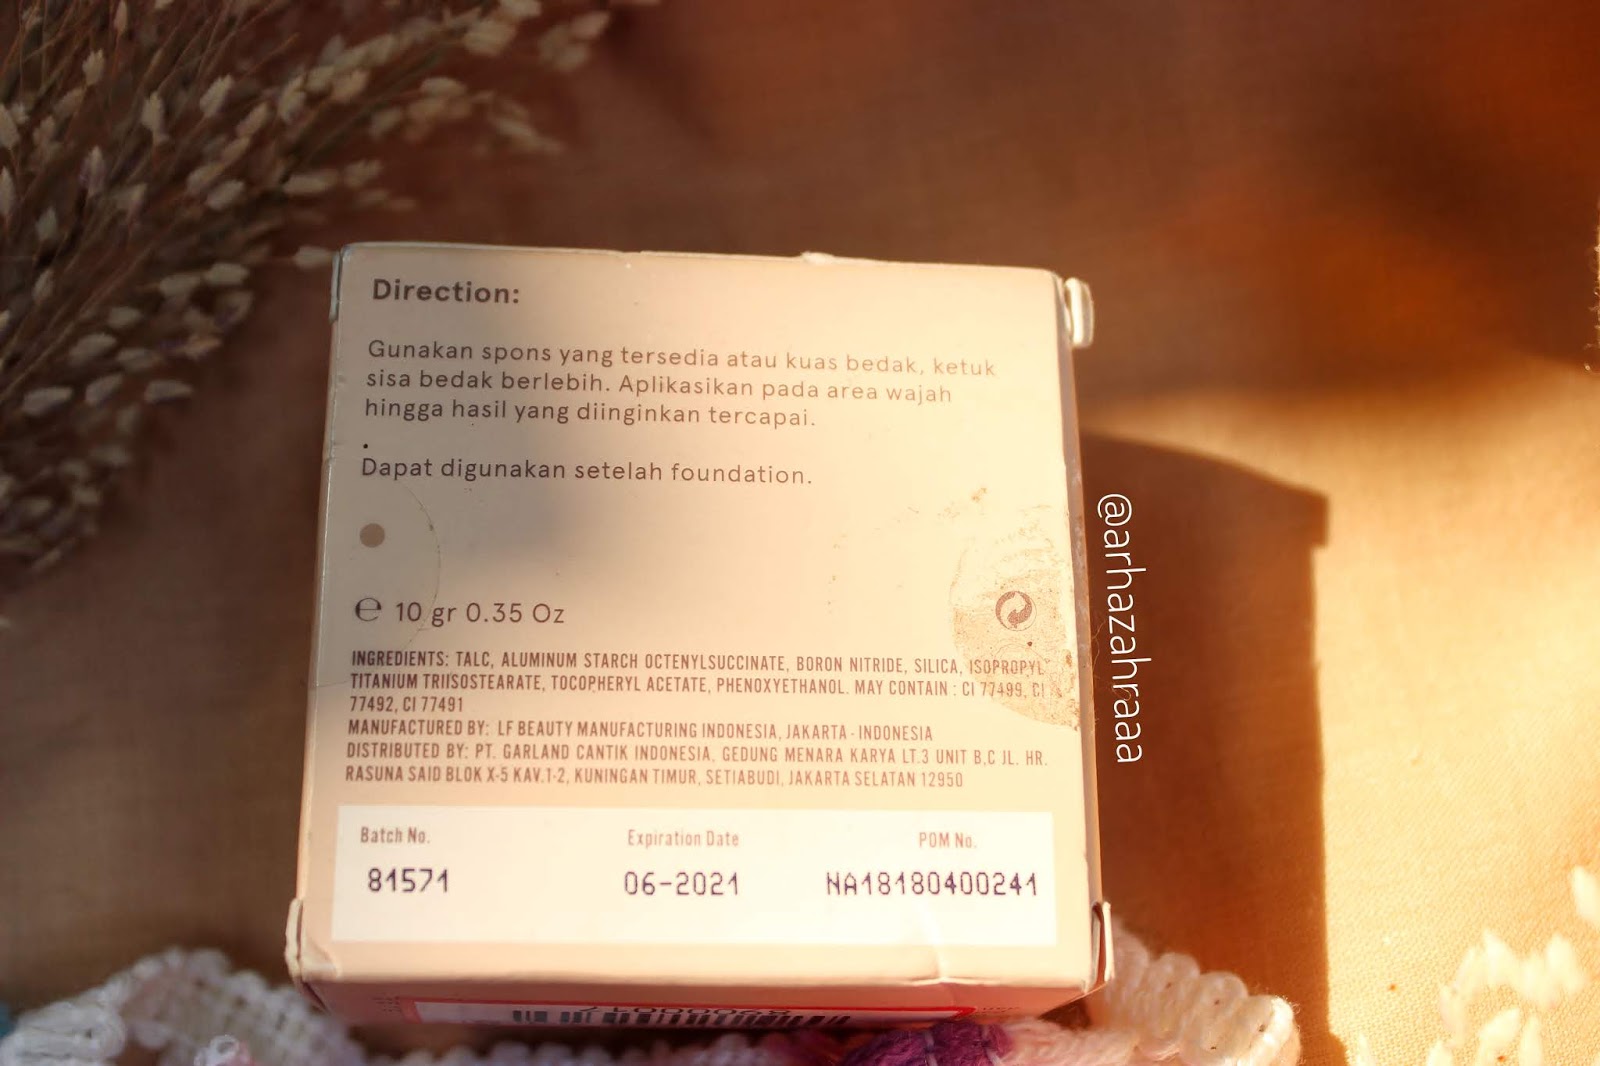 Direction:
Gunakan spons yang tersedia atau kuas bedak, ketuk
sisa bedak berlebih. Aplikasikan pada area wajah
hingga hasil yang diinginkan tercapai.
Dapat digunakan setelah foundation.
℮ 10 gr 0.35 Oz
INGREDIENTS: TALC, ALUMINUM STARCH OCTENYLSUCCINATE, BORON NITRIDE, SILICA, ISOPROPYL
TITANIUM TRIISOSTEARATE, TOCOPHERYL ACETATE, PHENOXYETHANOL. MAY CONTAIN : CI 77499, CI
77492, CI 77491
MANUFACTURED BY: LF BEAUTY MANUFACTURING INDONESIA, JAKARTA - INDONESIA
DISTRIBUTED BY: PT. GARLAND CANTIK INDONESIA, GEDUNG MENARA KARYA LT.3 UNIT B,C JL. HR.
RASUNA SAID BLOK X-5 KAV.1-2, KUNINGAN TIMUR, SETIABUDI, JAKARTA SELATAN 12950
Batch No. Expiration Date POM No.
81571 06-2021 NA18180400241
@arhazahraaa